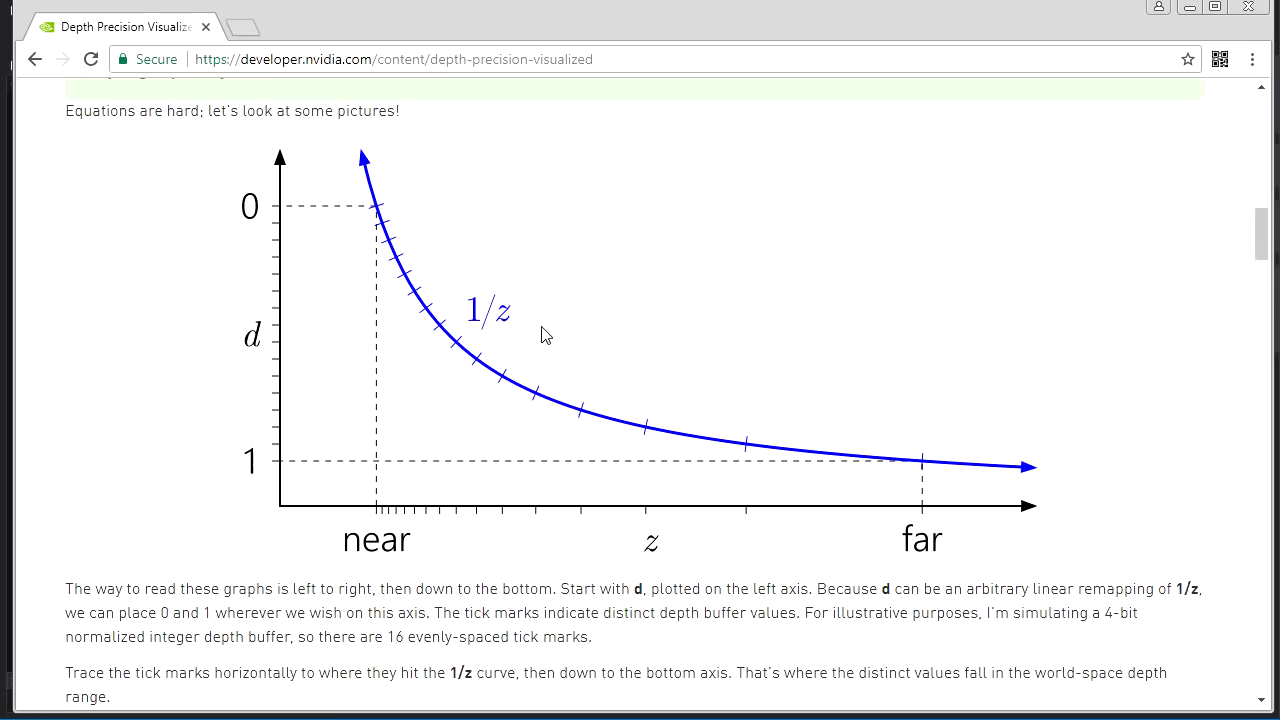 Depth Precision Visualize
Secure
https://developer.nvidia.com/content/depth-precision-visualized
Equations are hard; let's look at some pictures!
0
1/z
d
1
near
z
far
The way to read these graphs is left to right, then down to the bottom. Start with d, plotted on the left axis. Because d can be an arbitrary linear remapping of 1/z,
we can place 0 and 1 wherever we wish on this axis. The tick marks indicate distinct depth buffer values. For illustrative purposes, I'm simulating a 4-bit
normalized integer depth buffer, so there are 16 evenly-spaced tick marks.
Trace the tick marks horizontally to where they hit the 1/z curve, then down to the bottom axis. That's where the distinct values fall in the world-space depth
range.